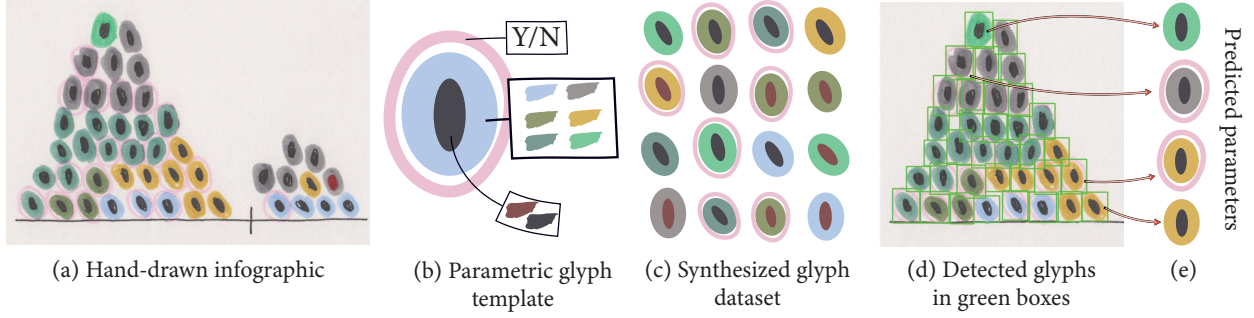 Y/N
Predicted parameters
(a) Hand-drawn infographic
(b) Parametric glyph
template
(c) Synthesized glyph
dataset
(d) Detected glyphs
in green boxes
(e)